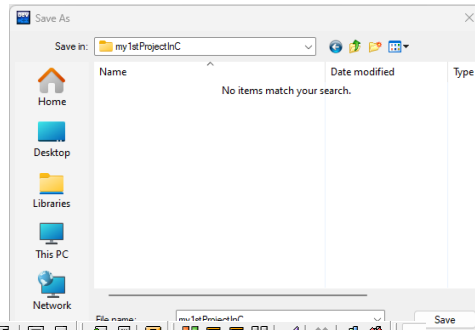 DEV
Save As
Save in:
my1stProjectInC
Name
Date modified
Type
No items match your search.
Home
Desktop
Libraries
This PC
Network
File name:
my1stProjectInC
Save